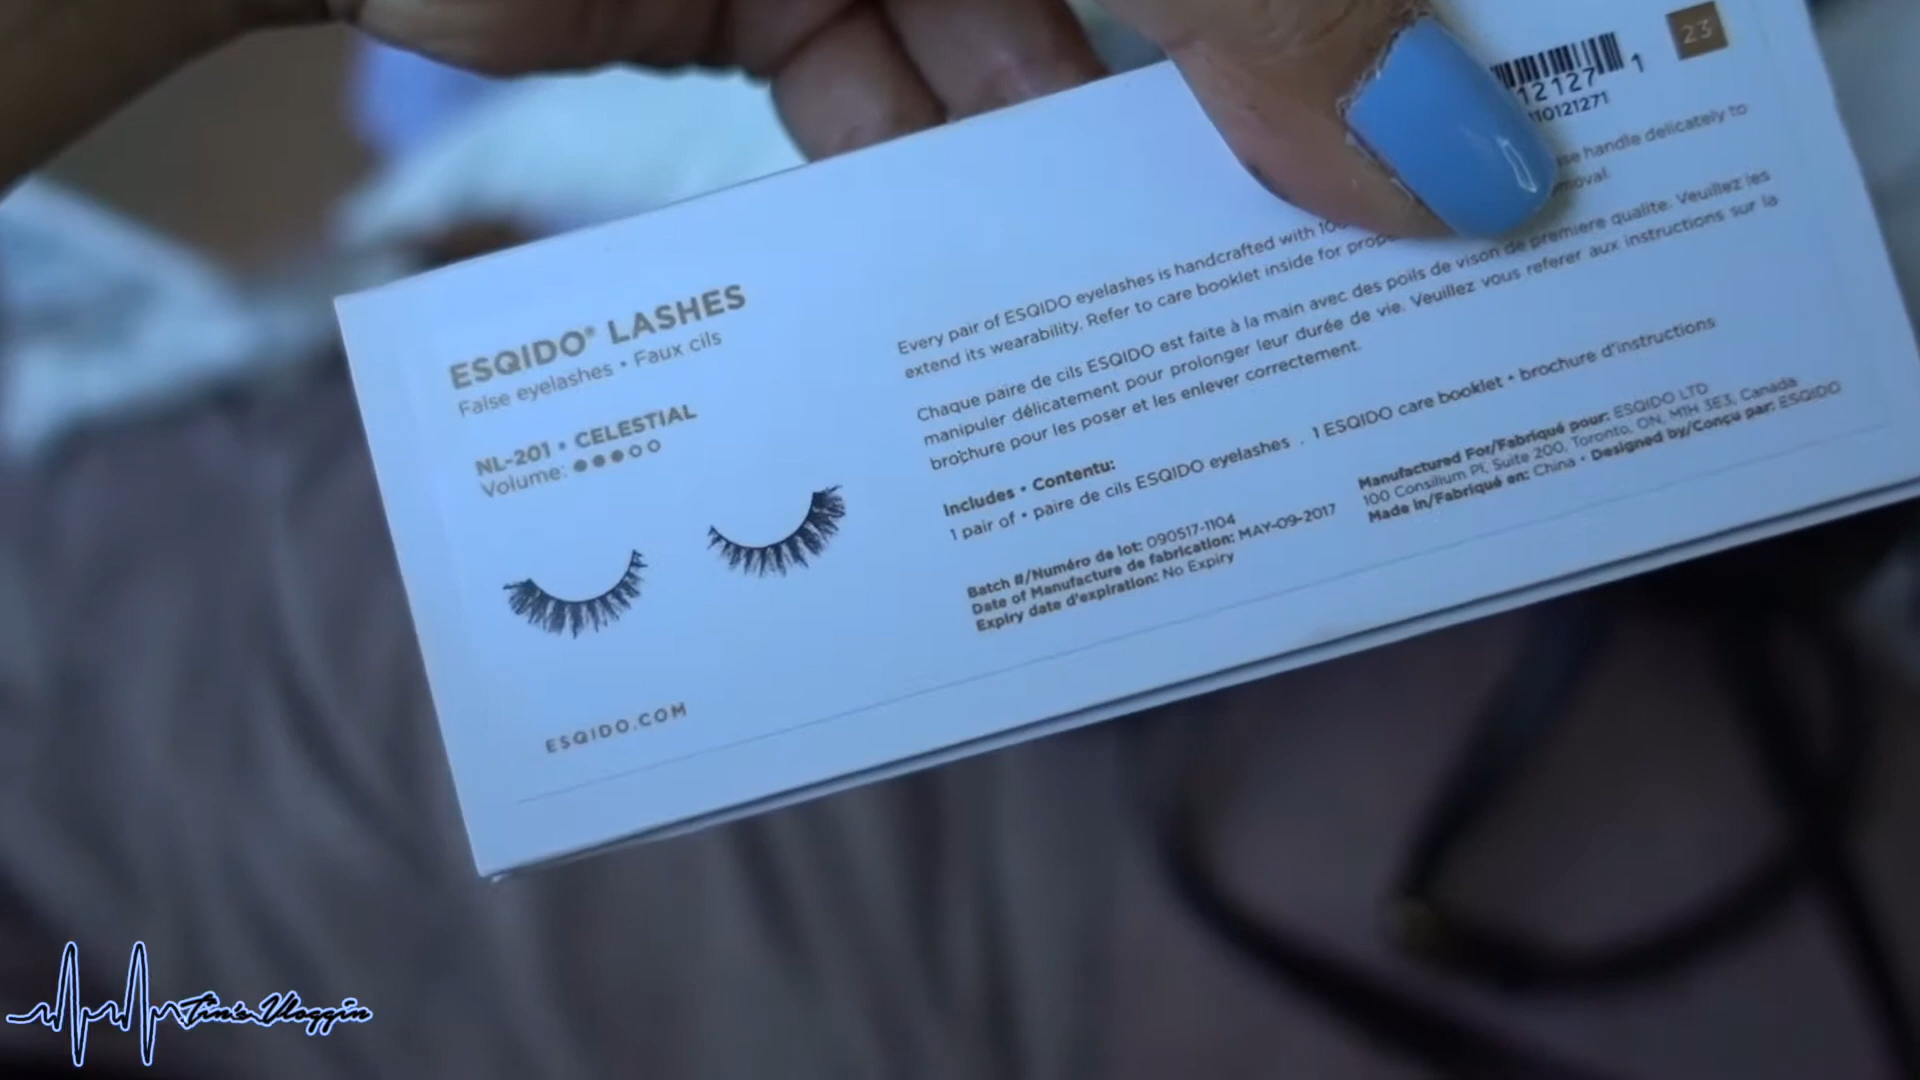 ESQIDO® LASHES
False eyelashes • Faux cils
NL-201 • CELESTIAL
Volume: ●●●○○
ESQIDO.COM
23
12127 1
110121271
Every pair of ESQIDO eyelashes is handcrafted with handle delicately to
extend its wearability. Refer to care booklet inside for
Chaque paire de cils ESQIDO est faite à la main avec des poils de vison de premiere qualite. Veuillez les
manipuler délicatement pour prolonger leur durée de vie. Veuillez vous referer aux instructions sur la
brochure pour les poser et les enlever correctement.
Includes • Contentu:
1 pair of • paire de cils ESQIDO eyelashes . 1 ESQIDO care booklet • brochure d'instructions
Batch #/Numéro de lot: 090517-1104
Date of Manufacture de fabrication: MAY-09-2017
Expiry date d'expiration: No Expiry
Manufactured For/Fabriqué pour: ESQIDO LTD
100 Consilium Pl, Suite 200, Toronto, ON, M1H 3E3, Canada
Made in/Fabriqué en: China • Designed by/Conçu par: ESQIDO
Tin's Vloggin